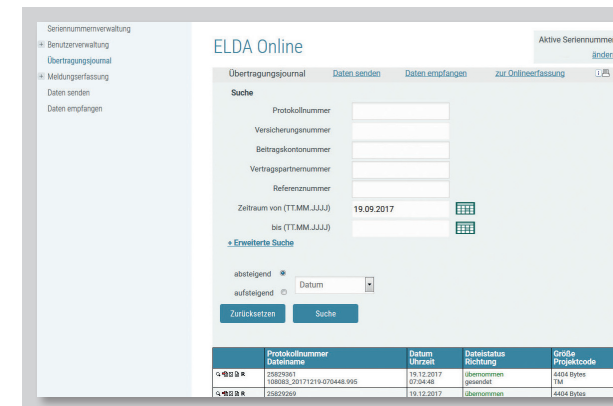 Seriennummernverwaltung
Benutzerverwaltung
Übertragungsjournal
Meldungserfassung
Daten senden
Daten empfangen
ELDA Online
Aktive Seriennummer
ändern
Übertragungsjournal Daten senden Daten empfangen zur Onlineerfassung
Suche
Protokollnummer
Versicherungsnummer
Beitragskontonummer
Vertragspartnernummer
Referenznummer
Zeitraum von (TT.MM.JJJJ) 19.09.2017
bis (TT.MM.JJJJ)
+ Erweiterte Suche
absteigend
Datum
aufsteigend
Zurücksetzen Suche
Protokollnummer Datum Dateistatus Größe
Dateiname Uhrzeit Richtung Projektcode
R 25829361 19.12.2017 übernommen 4404 Bytes
108083_20171219-070448.995 07:04:48 gesendet TM
R 25829269 19.12.2017 übernommen 4404 Bytes